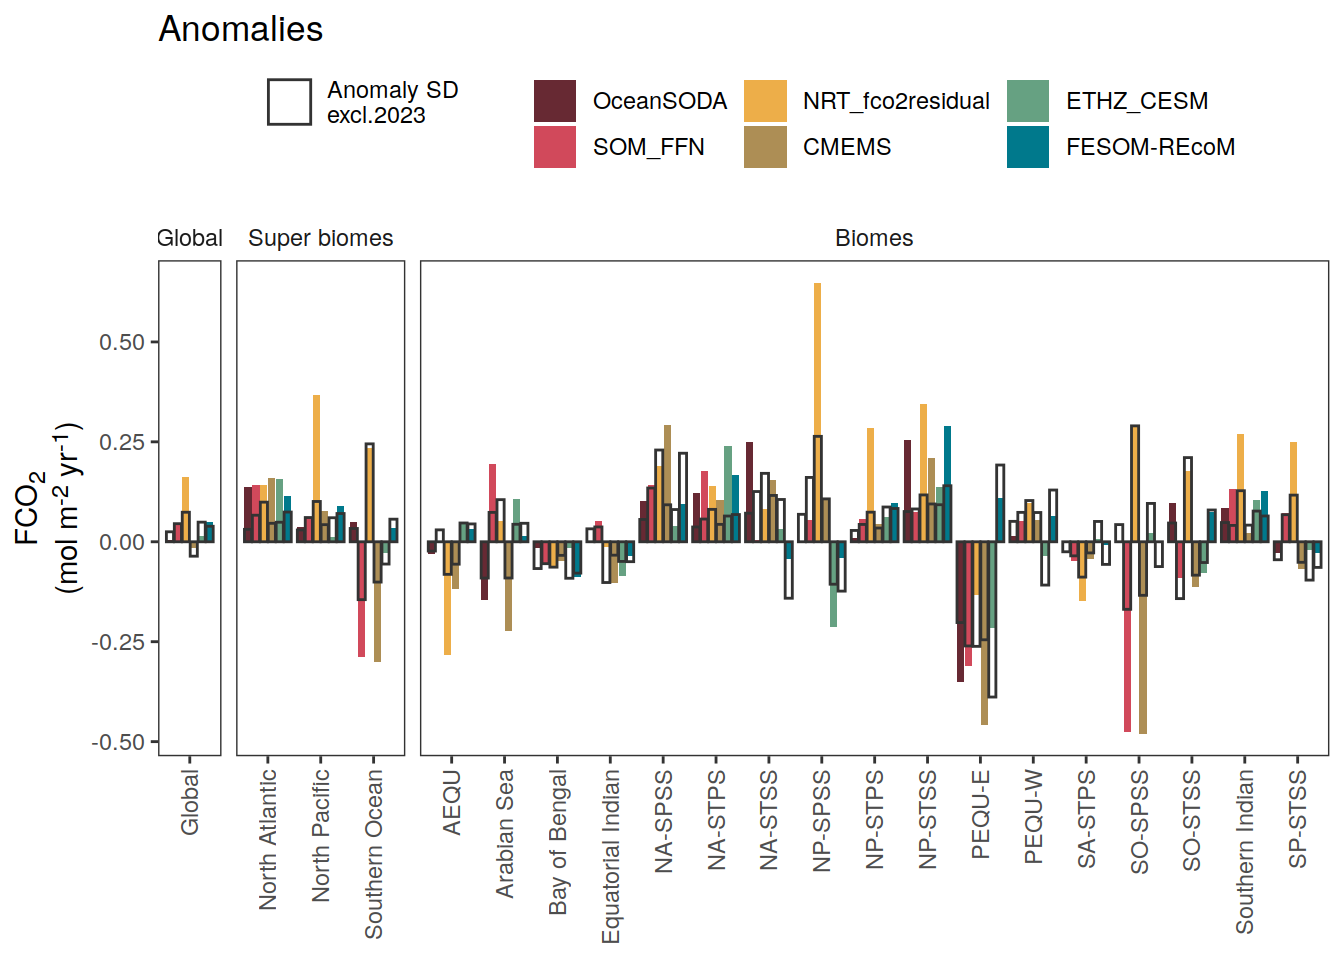 Anomalies
Anomaly SD
excl.2023
OceanSODA
NRT_fco2residual
ETHZ_CESM
SOM_FFN
CMEMS
FESOM-REcoM
Global
Super biomes
Biomes
FCO₂
(mol m⁻² yr⁻¹)
0.50
0.25
0.00
-0.25
-0.50
Global
North Atlantic
North Pacific
Southern Ocean
AEQU
Arabian Sea
Bay of Bengal
Equatorial Indian
NA-SPSS
NA-STPS
NA-STSS
NP-SPSS
NP-STPS
NP-STSS
PEQU-E
PEQU-W
SA-STPS
SO-SPSS
SO-STSS
Southern Indian
SP-STSS